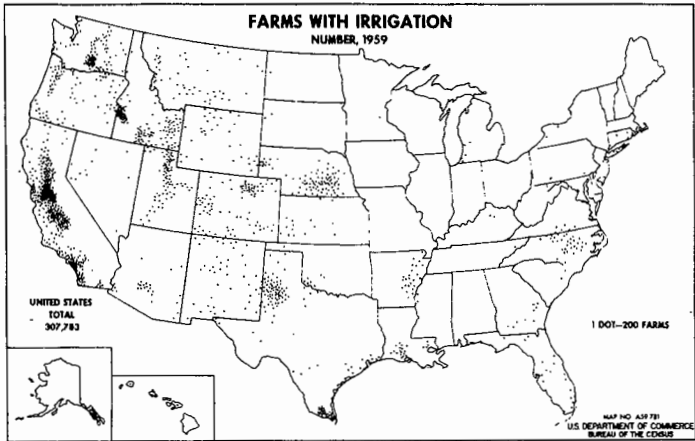 FARMS WITH IRRIGATION
NUMBER, 1959
UNITED STATES
TOTAL
307,783
1 DOT—200 FARMS
MAP NO. A59 781
U.S. DEPARTMENT OF COMMERCE
BUREAU OF THE CENSUS